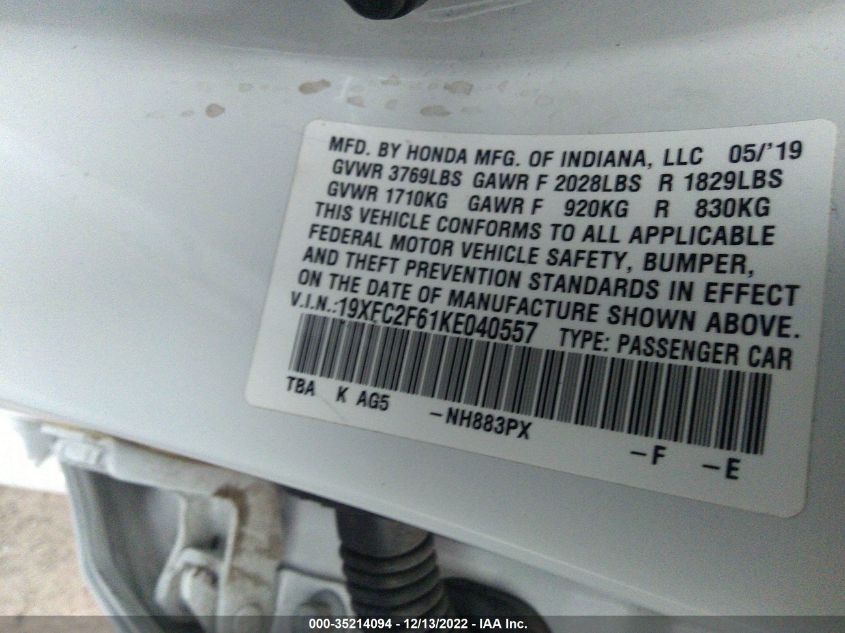 MFD. BY HONDA MFG. OF INDIANA, LLC 05/'19
GVWR 3769LBS GAWR F 2028LBS R 1829LBS
GVWR 1710KG GAWR F 920KG R 830KG
THIS VEHICLE CONFORMS TO ALL APPLICABLE
FEDERAL MOTOR VEHICLE SAFETY, BUMPER,
AND THEFT PREVENTION STANDARDS IN EFFECT
ON THE DATE OF MANUFACTURE SHOWN ABOVE.
V.I.N.:19XFC2F61KE040557 TYPE: PASSENGER CAR
TBA K AG5 -NH883PX -F -E
000-35214094 - 12/13/2022 - IAA Inc.